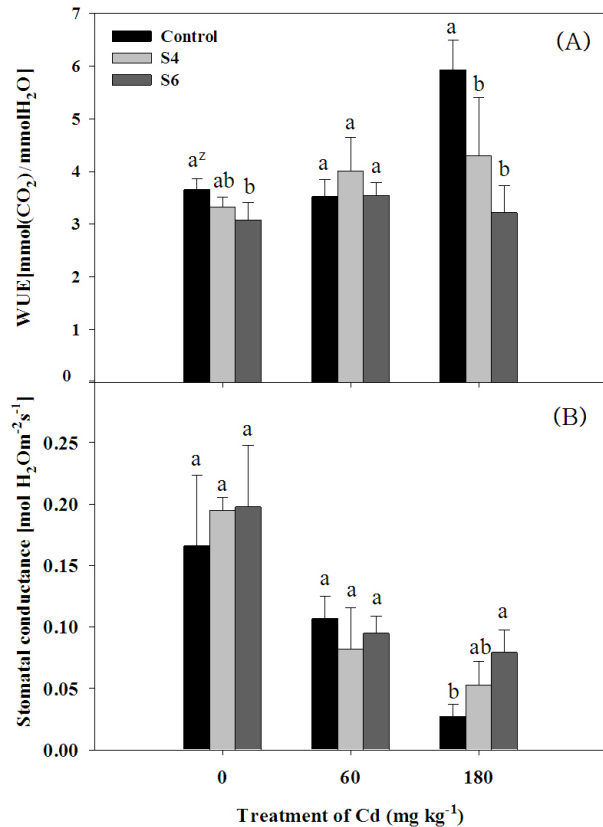 (A)
Control
S4
S6
WUE[mmol(CO₂)/mmolH₂O]
7
6
5
4
3
2
1
0
aᶻ ab b
a a a
a b b
(B)
Stomatal conductance [mol H₂Om⁻²s⁻¹]
0.25
0.20
0.15
0.10
0.05
0.00
a a a
a a a
b ab a
0 60 180
Treatment of Cd (mg kg⁻¹)